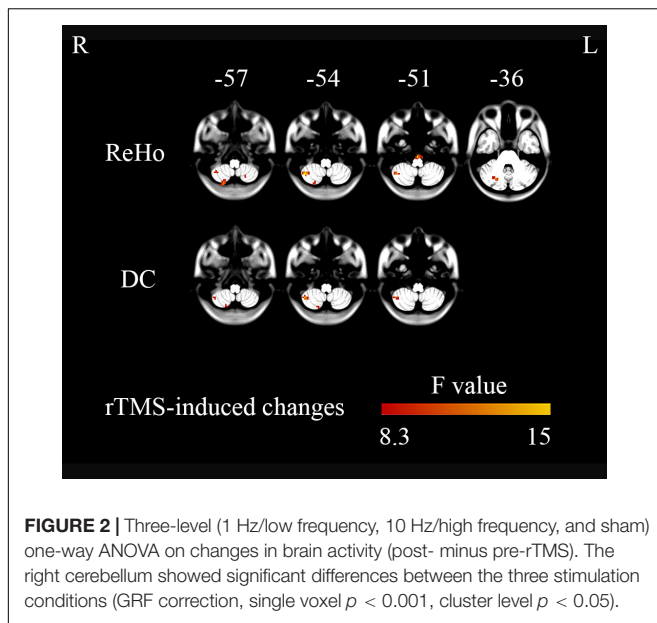 R L
-57 -54 -51 -36
ReHo
DC
F value
rTMS-induced changes
8.3 15
FIGURE 2 | Three-level (1 Hz/low frequency, 10 Hz/high frequency, and sham)
one-way ANOVA on changes in brain activity (post- minus pre-rTMS). The
right cerebellum showed significant differences between the three stimulation
conditions (GRF correction, single voxel p < 0.001, cluster level p < 0.05).